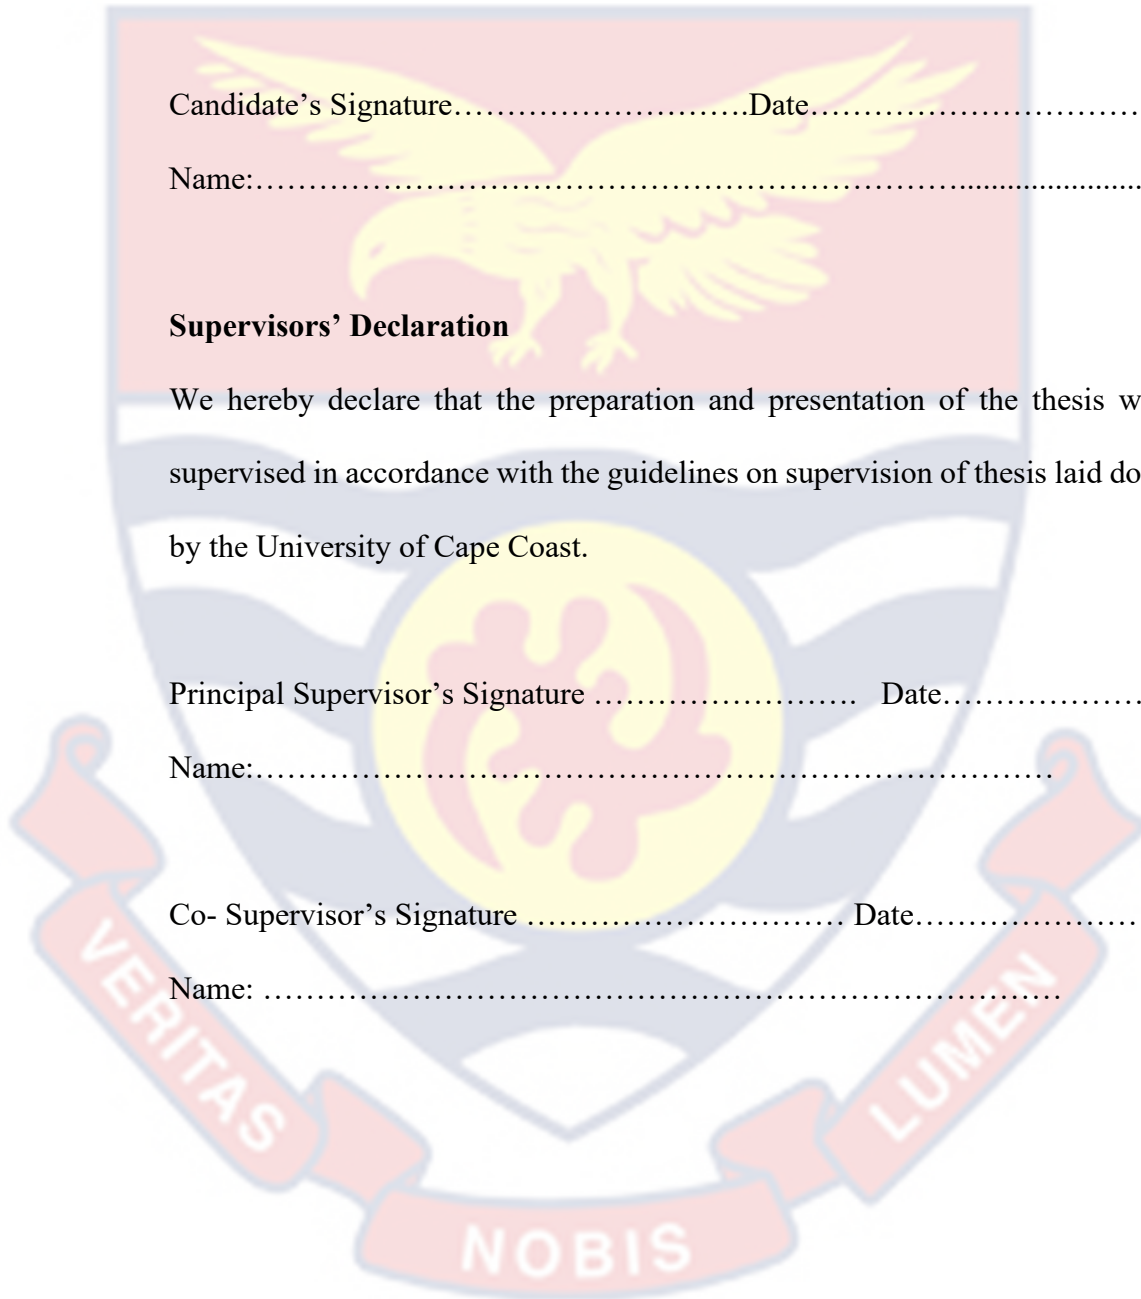 Candidate’s Signature……………………….Date…………………………
Name:…………………………………………………………......................
Supervisors’ Declaration
We hereby declare that the preparation and presentation of the thesis w
supervised in accordance with the guidelines on supervision of thesis laid do
by the University of Cape Coast.
Principal Supervisor’s Signature ……………………. Date………………
Name:…………………………………………………………………
Co- Supervisor’s Signature ………………………… Date…………………
Name: …………………………………………………………………
VERITAS
NOBIS
LUMEN